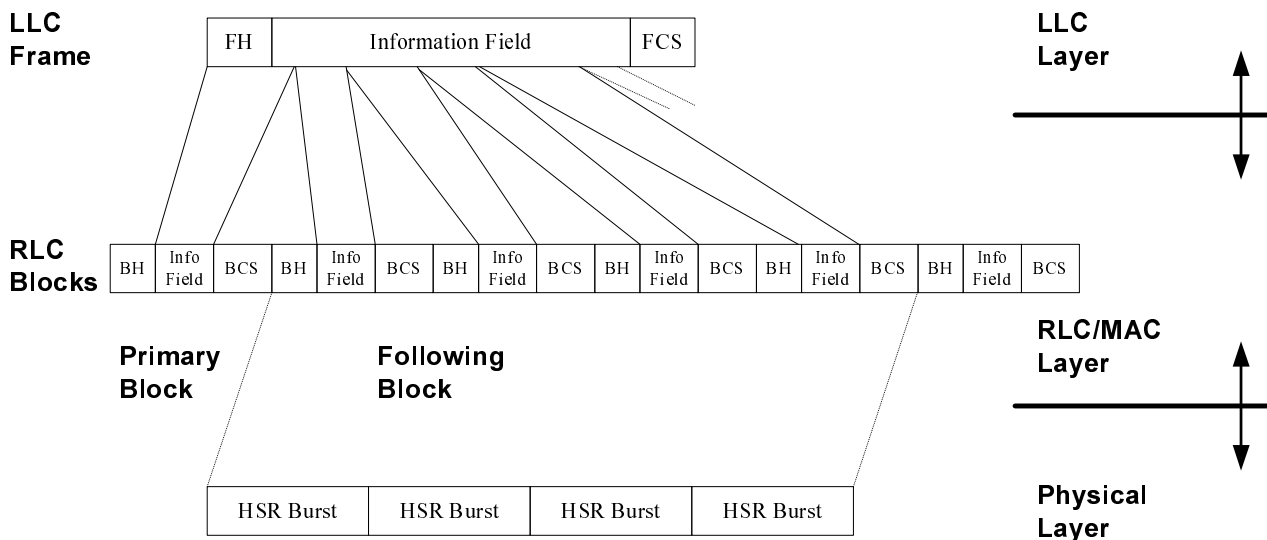 LLC
Frame
FH
Information Field
FCS
LLC
Layer
RLC
Blocks
BH
Info
Field
BCS
BH
Info
Field
BCS
BH
Info
Field
BCS
BH
Info
Field
BCS
BH
Info
Field
BCS
BH
Info
Field
BCS
Primary
Block
Following
Block
RLC/MAC
Layer
HSR Burst
HSR Burst
HSR Burst
HSR Burst
Physical
Layer